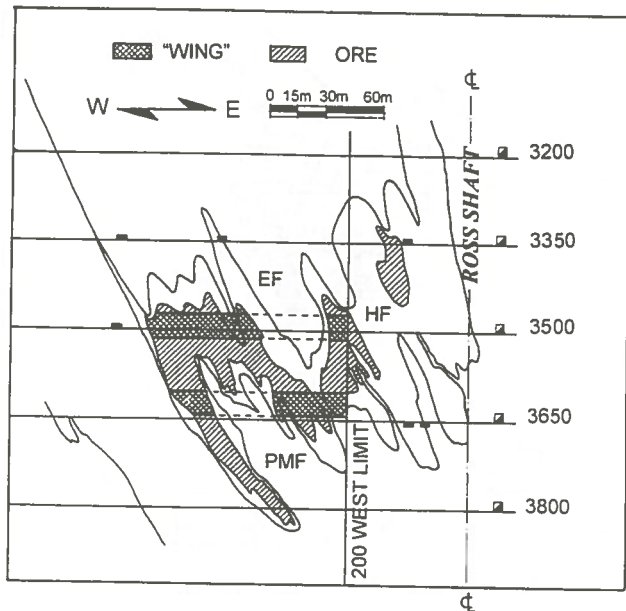 "WING" ORE
W E
0 15m 30m 60m
3200
3350
EF
HF
3500
3650
PMF
3800
200 WEST LIMIT
ROSS SHAFT
℄
℄